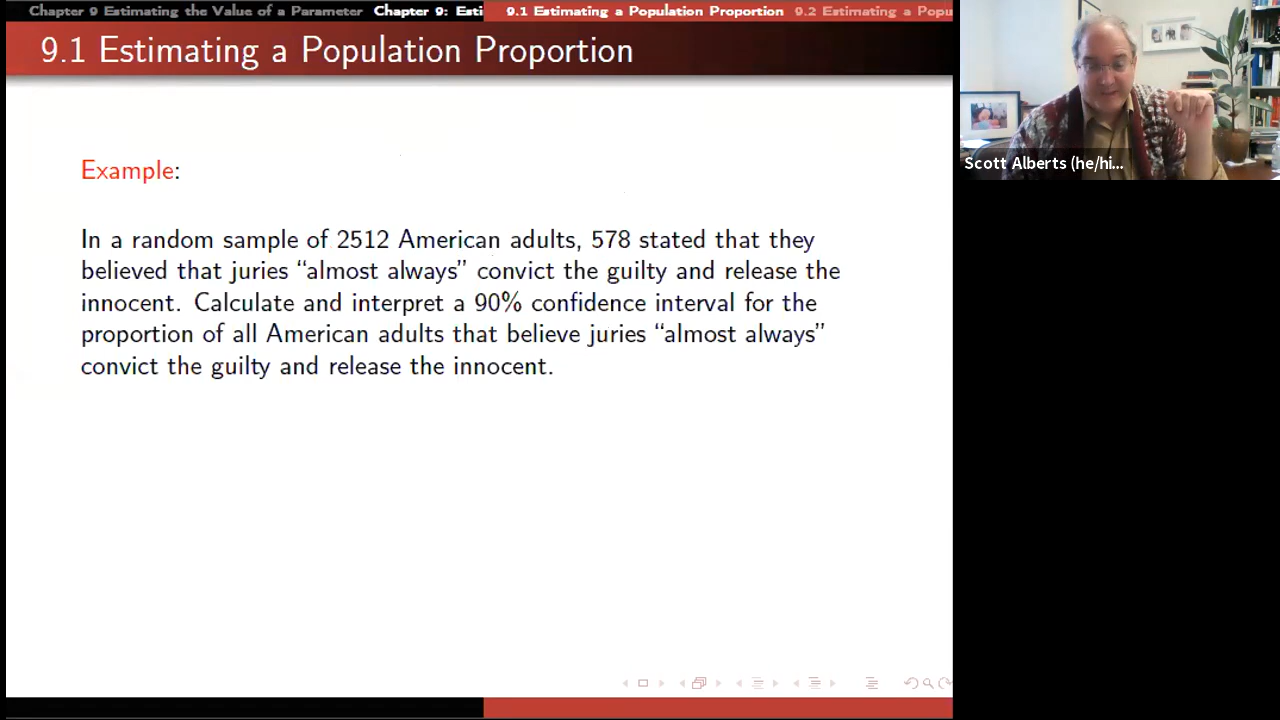 Chapter 9 Estimating the Value of a Parameter Chapter 9: Esti 9.1 Estimating a Population Proportion 9.2 Estimating a Popu
9.1 Estimating a Population Proportion
Example:
In a random sample of 2512 American adults, 578 stated that they
believed that juries “almost always” convict the guilty and release the
innocent. Calculate and interpret a 90% confidence interval for the
proportion of all American adults that believe juries “almost always”
convict the guilty and release the innocent.
Scott Alberts (he/hi...